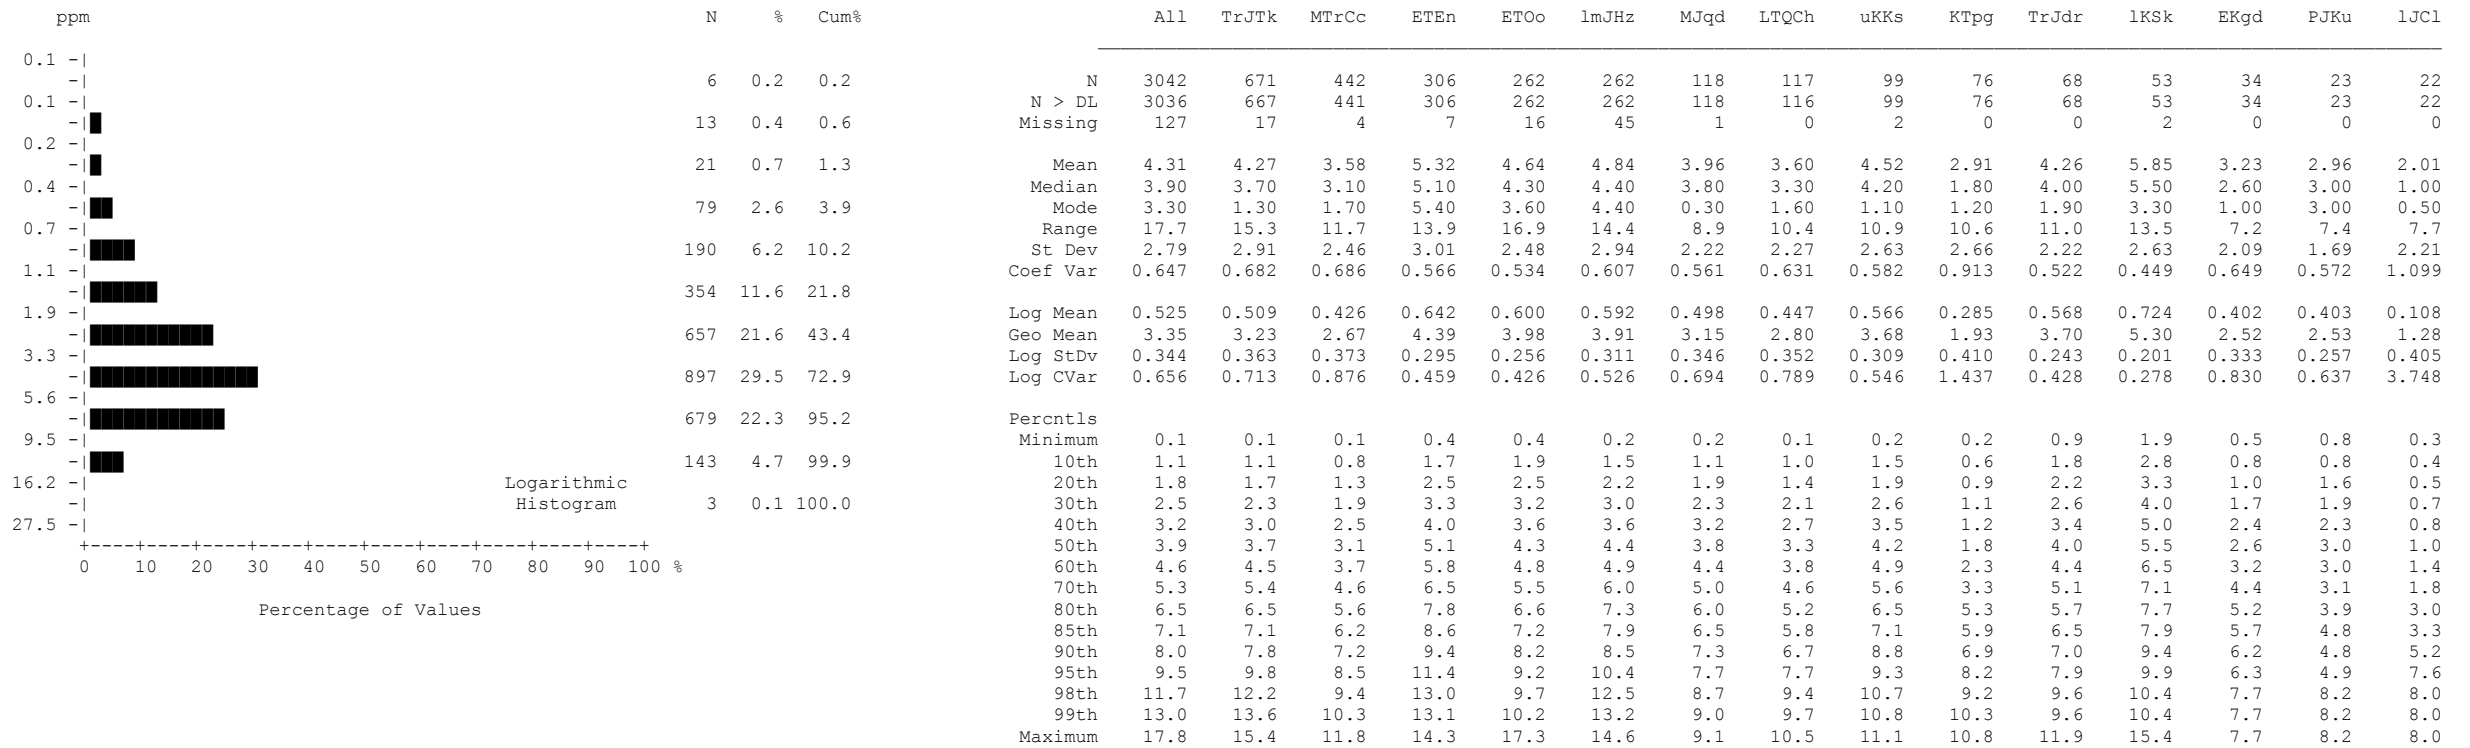 ppm N % Cum% All TrJTk MTrCc ETEn ETOo lmJHz MJqd LTQCh uKKs KTpg TrJdr lKSk EKgd PJKu lJCl
0.1 -|
-| 6 0.2 0.2 N 3042 671 442 306 262 262 118 117 99 76 68 53 34 23 22
0.1 -| N > DL 3036 667 441 306 262 262 118 116 99 76 68 53 34 23 22
-| 13 0.4 0.6 Missing 127 17 4 7 16 45 1 0 2 0 0 2 0 0 0
0.2 -|
-| 21 0.7 1.3 Mean 4.31 4.27 3.58 5.32 4.64 4.84 3.96 3.60 4.52 2.91 4.26 5.85 3.23 2.96 2.01
0.4 -| Median 3.90 3.70 3.10 5.10 4.30 4.40 3.80 3.30 4.20 1.80 4.00 5.50 2.60 3.00 1.00
-| 79 2.6 3.9 Mode 3.30 1.30 1.70 5.40 3.60 4.40 0.30 1.60 1.10 1.20 1.90 3.30 1.00 3.00 0.50
0.7 -| Range 17.7 15.3 11.7 13.9 16.9 14.4 8.9 10.4 10.9 10.6 11.0 13.5 7.2 7.4 7.7
-| 190 6.2 10.2 St Dev 2.79 2.91 2.46 3.01 2.48 2.94 2.22 2.27 2.63 2.66 2.22 2.63 2.09 1.69 2.21
1.1 -| Coef Var 0.647 0.682 0.686 0.566 0.534 0.607 0.561 0.631 0.582 0.913 0.522 0.449 0.649 0.572 1.099
-| 354 11.6 21.8
1.9 -| Log Mean 0.525 0.509 0.426 0.642 0.600 0.592 0.498 0.447 0.566 0.285 0.568 0.724 0.402 0.403 0.108
-| 657 21.6 43.4 Geo Mean 3.35 3.23 2.67 4.39 3.98 3.91 3.15 2.80 3.68 1.93 3.70 5.30 2.52 2.53 1.28
3.3 -| Log StDv 0.344 0.363 0.373 0.295 0.256 0.311 0.346 0.352 0.309 0.410 0.243 0.201 0.333 0.257 0.405
-| 897 29.5 72.9 Log CVar 0.656 0.713 0.876 0.459 0.426 0.526 0.694 0.789 0.546 1.437 0.428 0.278 0.830 0.637 3.748
5.6 -|
-| 679 22.3 95.2 Percntls
9.5 -| Minimum 0.1 0.1 0.1 0.4 0.4 0.2 0.2 0.1 0.2 0.2 0.9 1.9 0.5 0.8 0.3
-| 143 4.7 99.9 10th 1.1 1.1 0.8 1.7 1.9 1.5 1.1 1.0 1.5 0.6 1.8 2.8 0.8 0.8 0.4
16.2 -| Logarithmic 20th 1.8 1.7 1.3 2.5 2.5 2.2 1.9 1.4 1.9 0.9 2.2 3.3 1.0 1.6 0.5
-| Histogram 3 0.1 100.0 30th 2.5 2.3 1.9 3.3 3.2 3.0 2.3 2.1 2.6 1.1 2.6 4.0 1.7 1.9 0.7
27.5 -| 40th 3.2 3.0 2.5 4.0 3.6 3.6 3.2 2.7 3.5 1.2 3.4 5.0 2.4 2.3 0.8
+----+----+----+----+----+----+----+----+----+----+ 50th 3.9 3.7 3.1 5.1 4.3 4.4 3.8 3.3 4.2 1.8 4.0 5.5 2.6 3.0 1.0
0 10 20 30 40 50 60 70 80 90 100 % 60th 4.6 4.5 3.7 5.8 4.8 4.9 4.4 3.8 4.9 2.3 4.4 6.5 3.2 3.0 1.4
70th 5.3 5.4 4.6 6.5 5.5 6.0 5.0 4.6 5.6 3.3 5.1 7.1 4.4 3.1 1.8
Percentage of Values 80th 6.5 6.5 5.6 7.8 6.6 7.3 6.0 5.2 6.5 5.3 5.7 7.7 5.2 3.9 3.0
85th 7.1 7.1 6.2 8.6 7.2 7.9 6.5 5.8 7.1 5.9 6.5 7.9 5.7 4.8 3.3
90th 8.0 7.8 7.2 9.4 8.2 8.5 7.3 6.7 8.8 6.9 7.0 9.4 6.2 4.8 5.2
95th 9.5 9.8 8.5 11.4 9.2 10.4 7.7 7.7 9.3 8.2 7.9 9.9 6.3 4.9 7.6
98th 11.7 12.2 9.4 13.0 9.7 12.5 8.7 9.4 10.7 9.2 9.6 10.4 7.7 8.2 8.0
99th 13.0 13.6 10.3 13.1 10.2 13.2 9.0 9.7 10.8 10.3 9.6 10.4 7.7 8.2 8.0
Maximum 17.8 15.4 11.8 14.3 17.3 14.6 9.1 10.5 11.1 10.8 11.9 15.4 7.7 8.2 8.0